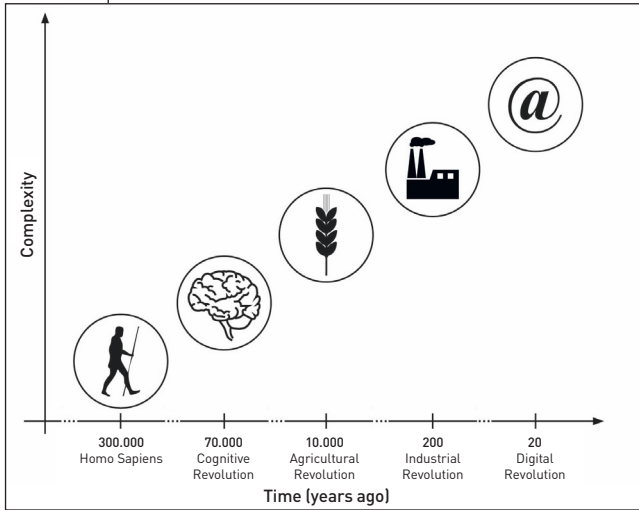 Complexity
@
300.000
Homo Sapiens
70.000
Cognitive
Revolution
10.000
Agricultural
Revolution
200
Industrial
Revolution
20
Digital
Revolution
Time (years ago)